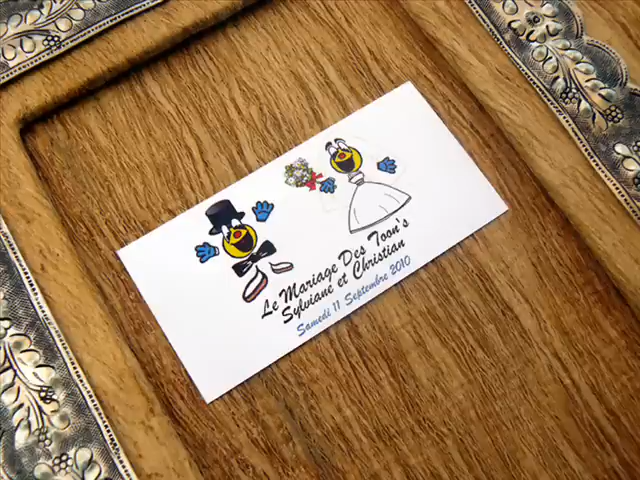 Le Mariage Des Toon's
Sylviane et Christian
Samedi 11 Septembre 2010